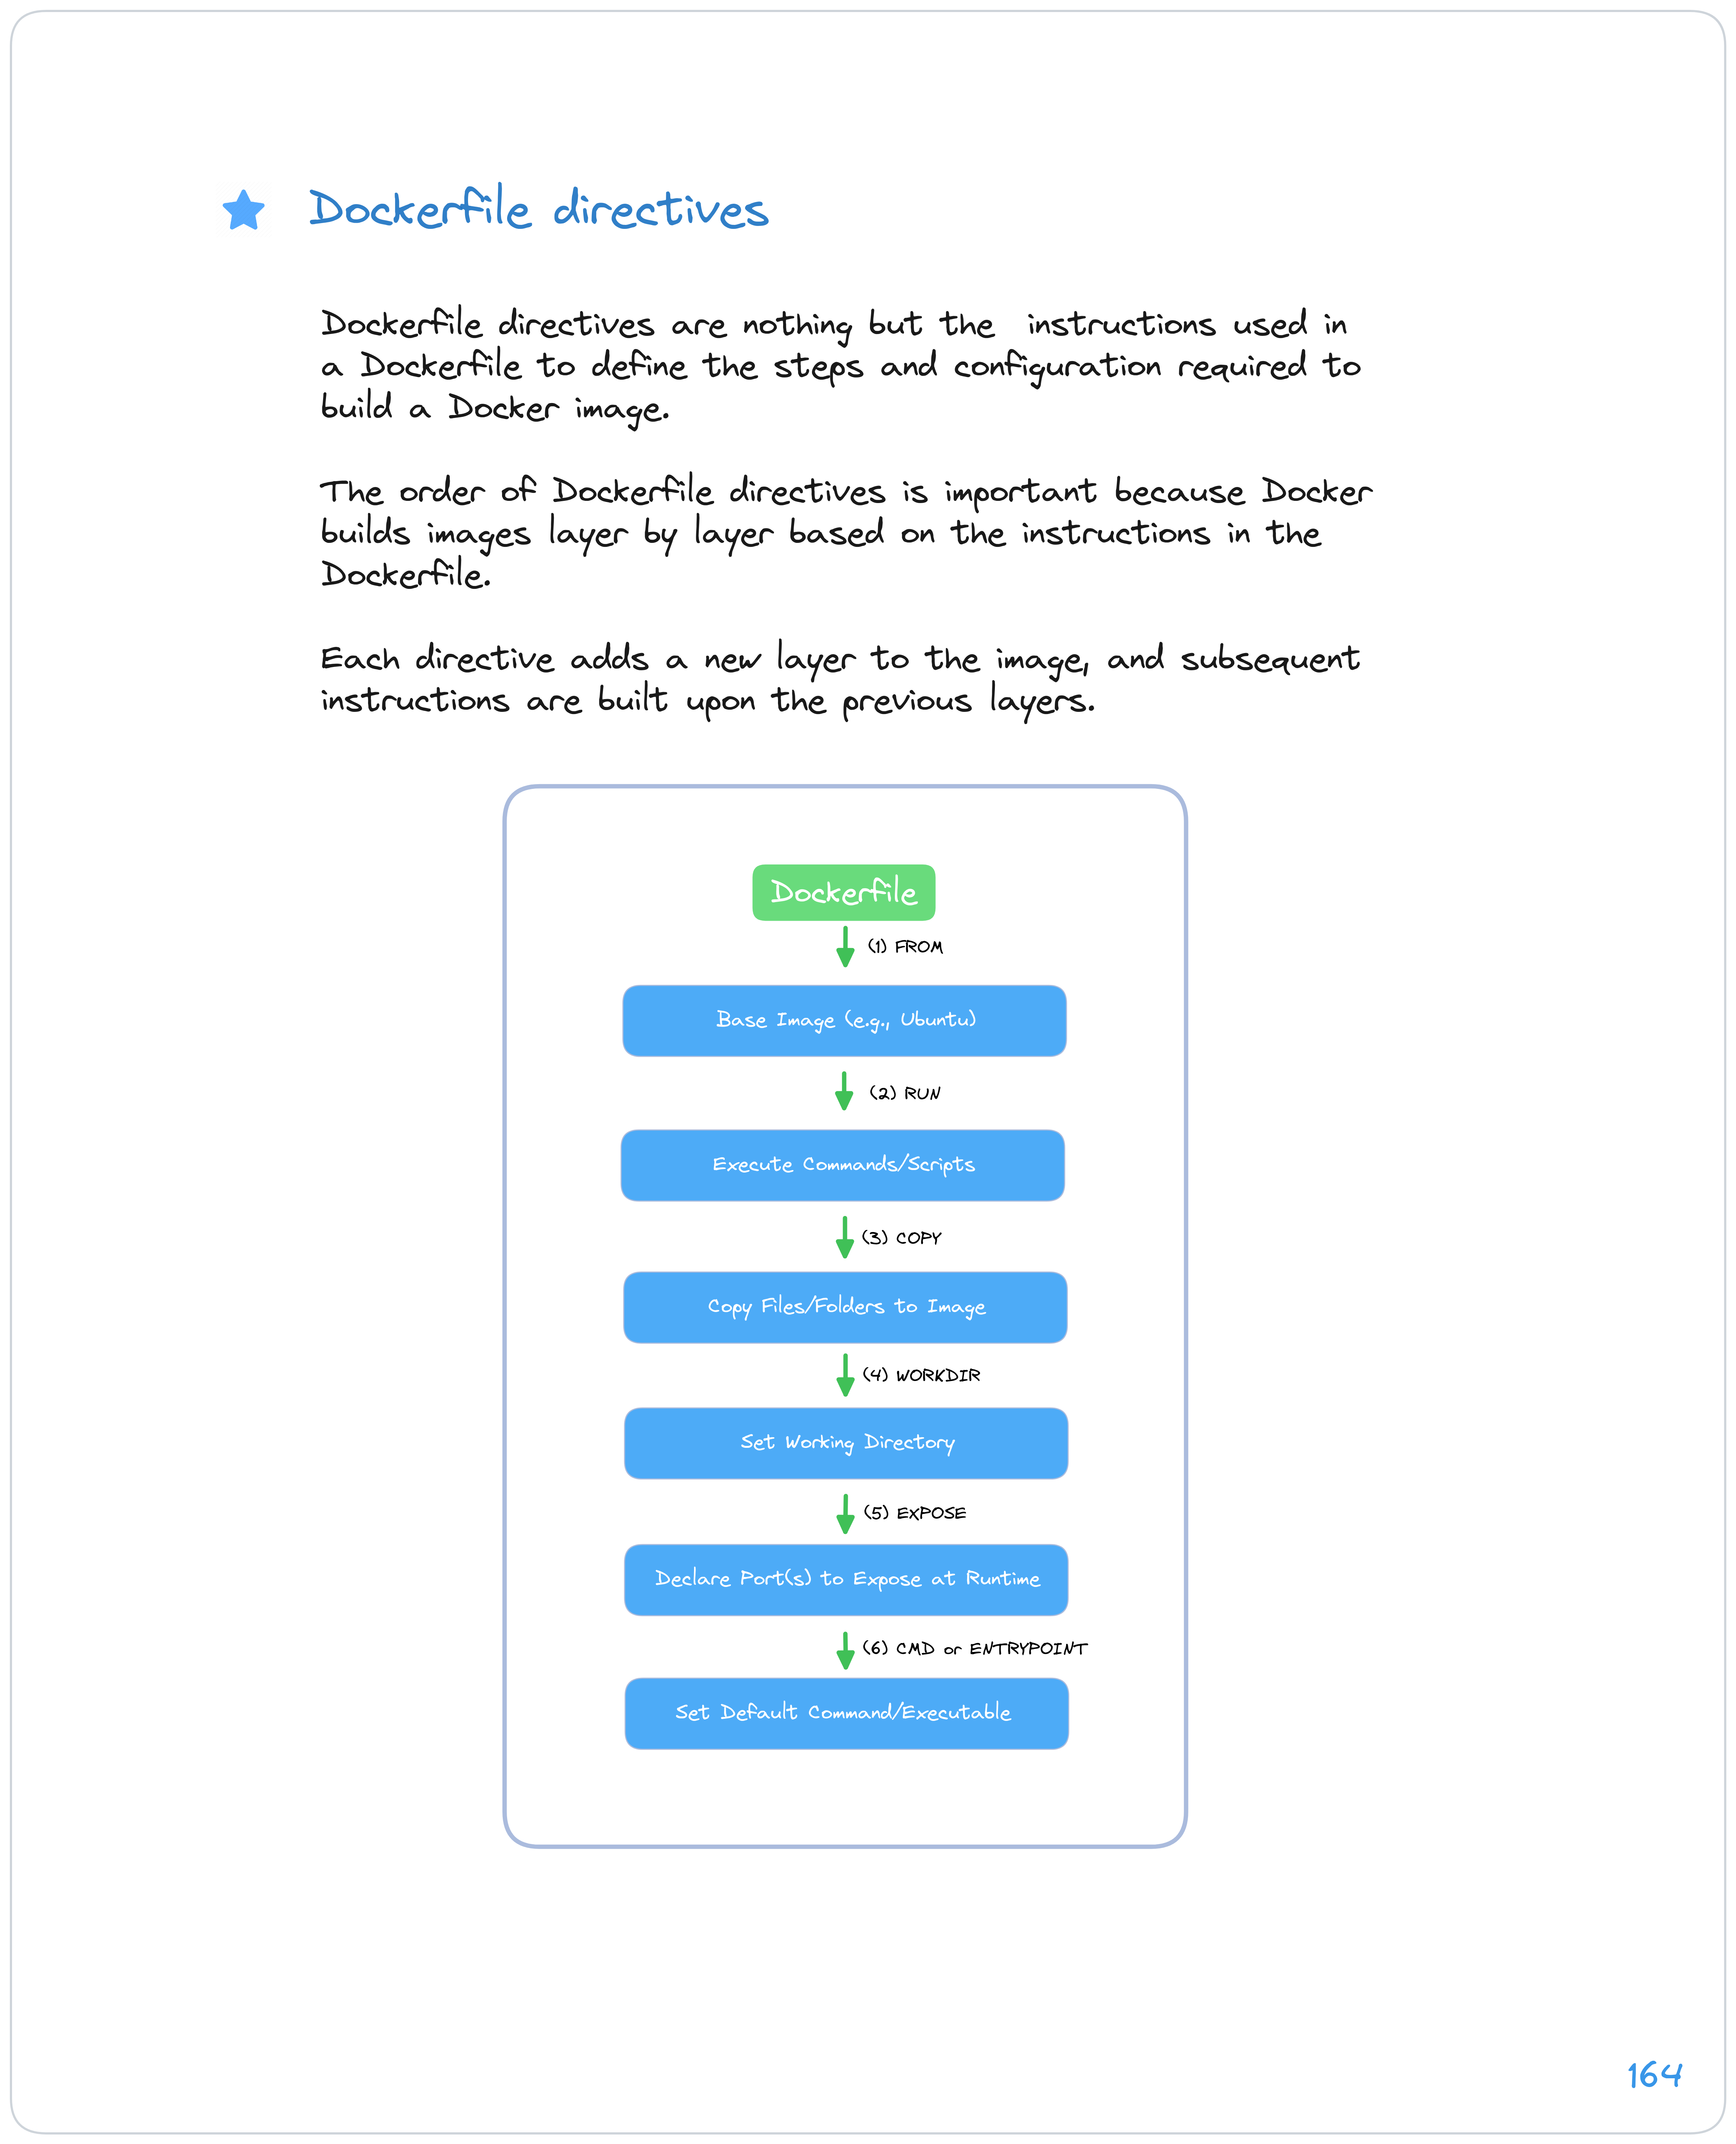 Dockerfile directives
Dockerfile directives are nothing but the instructions used in
a Dockerfile to define the steps and configuration required to
build a Docker image.
The order of Dockerfile directives is important because Docker
builds images layer by layer based on the instructions in the
Dockerfile.
Each directive adds a new layer to the image, and subsequent
instructions are built upon the previous layers.
Dockerfile
(1) FROM
Base Image (e.g., Ubuntu)
(2) RUN
Execute Commands/Scripts
(3) COPY
Copy Files/Folders to Image
(4) WORKDIR
Set Working Directory
(5) EXPOSE
Declare Port(s) to Expose at Runtime
(6) CMD or ENTRYPOINT
Set Default Command/Executable
164